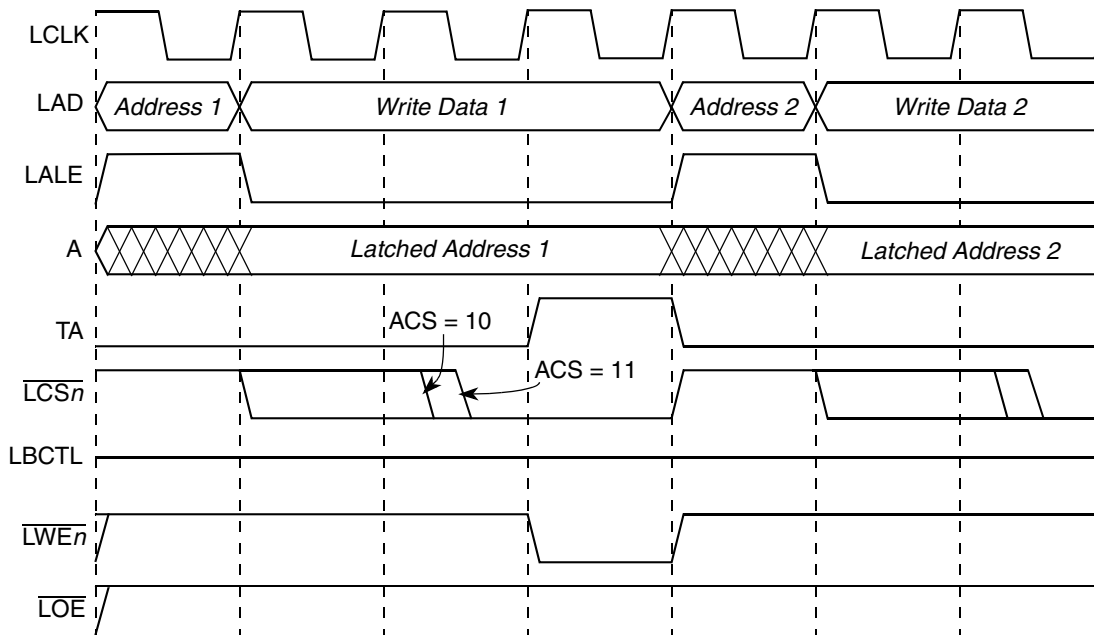 LCLK
LAD Address 1 Write Data 1 Address 2 Write Data 2
LALE
A Latched Address 1 Latched Address 2
TA ACS = 10
ACS = 11
LCSn
LBCTL
LWEn
LOE